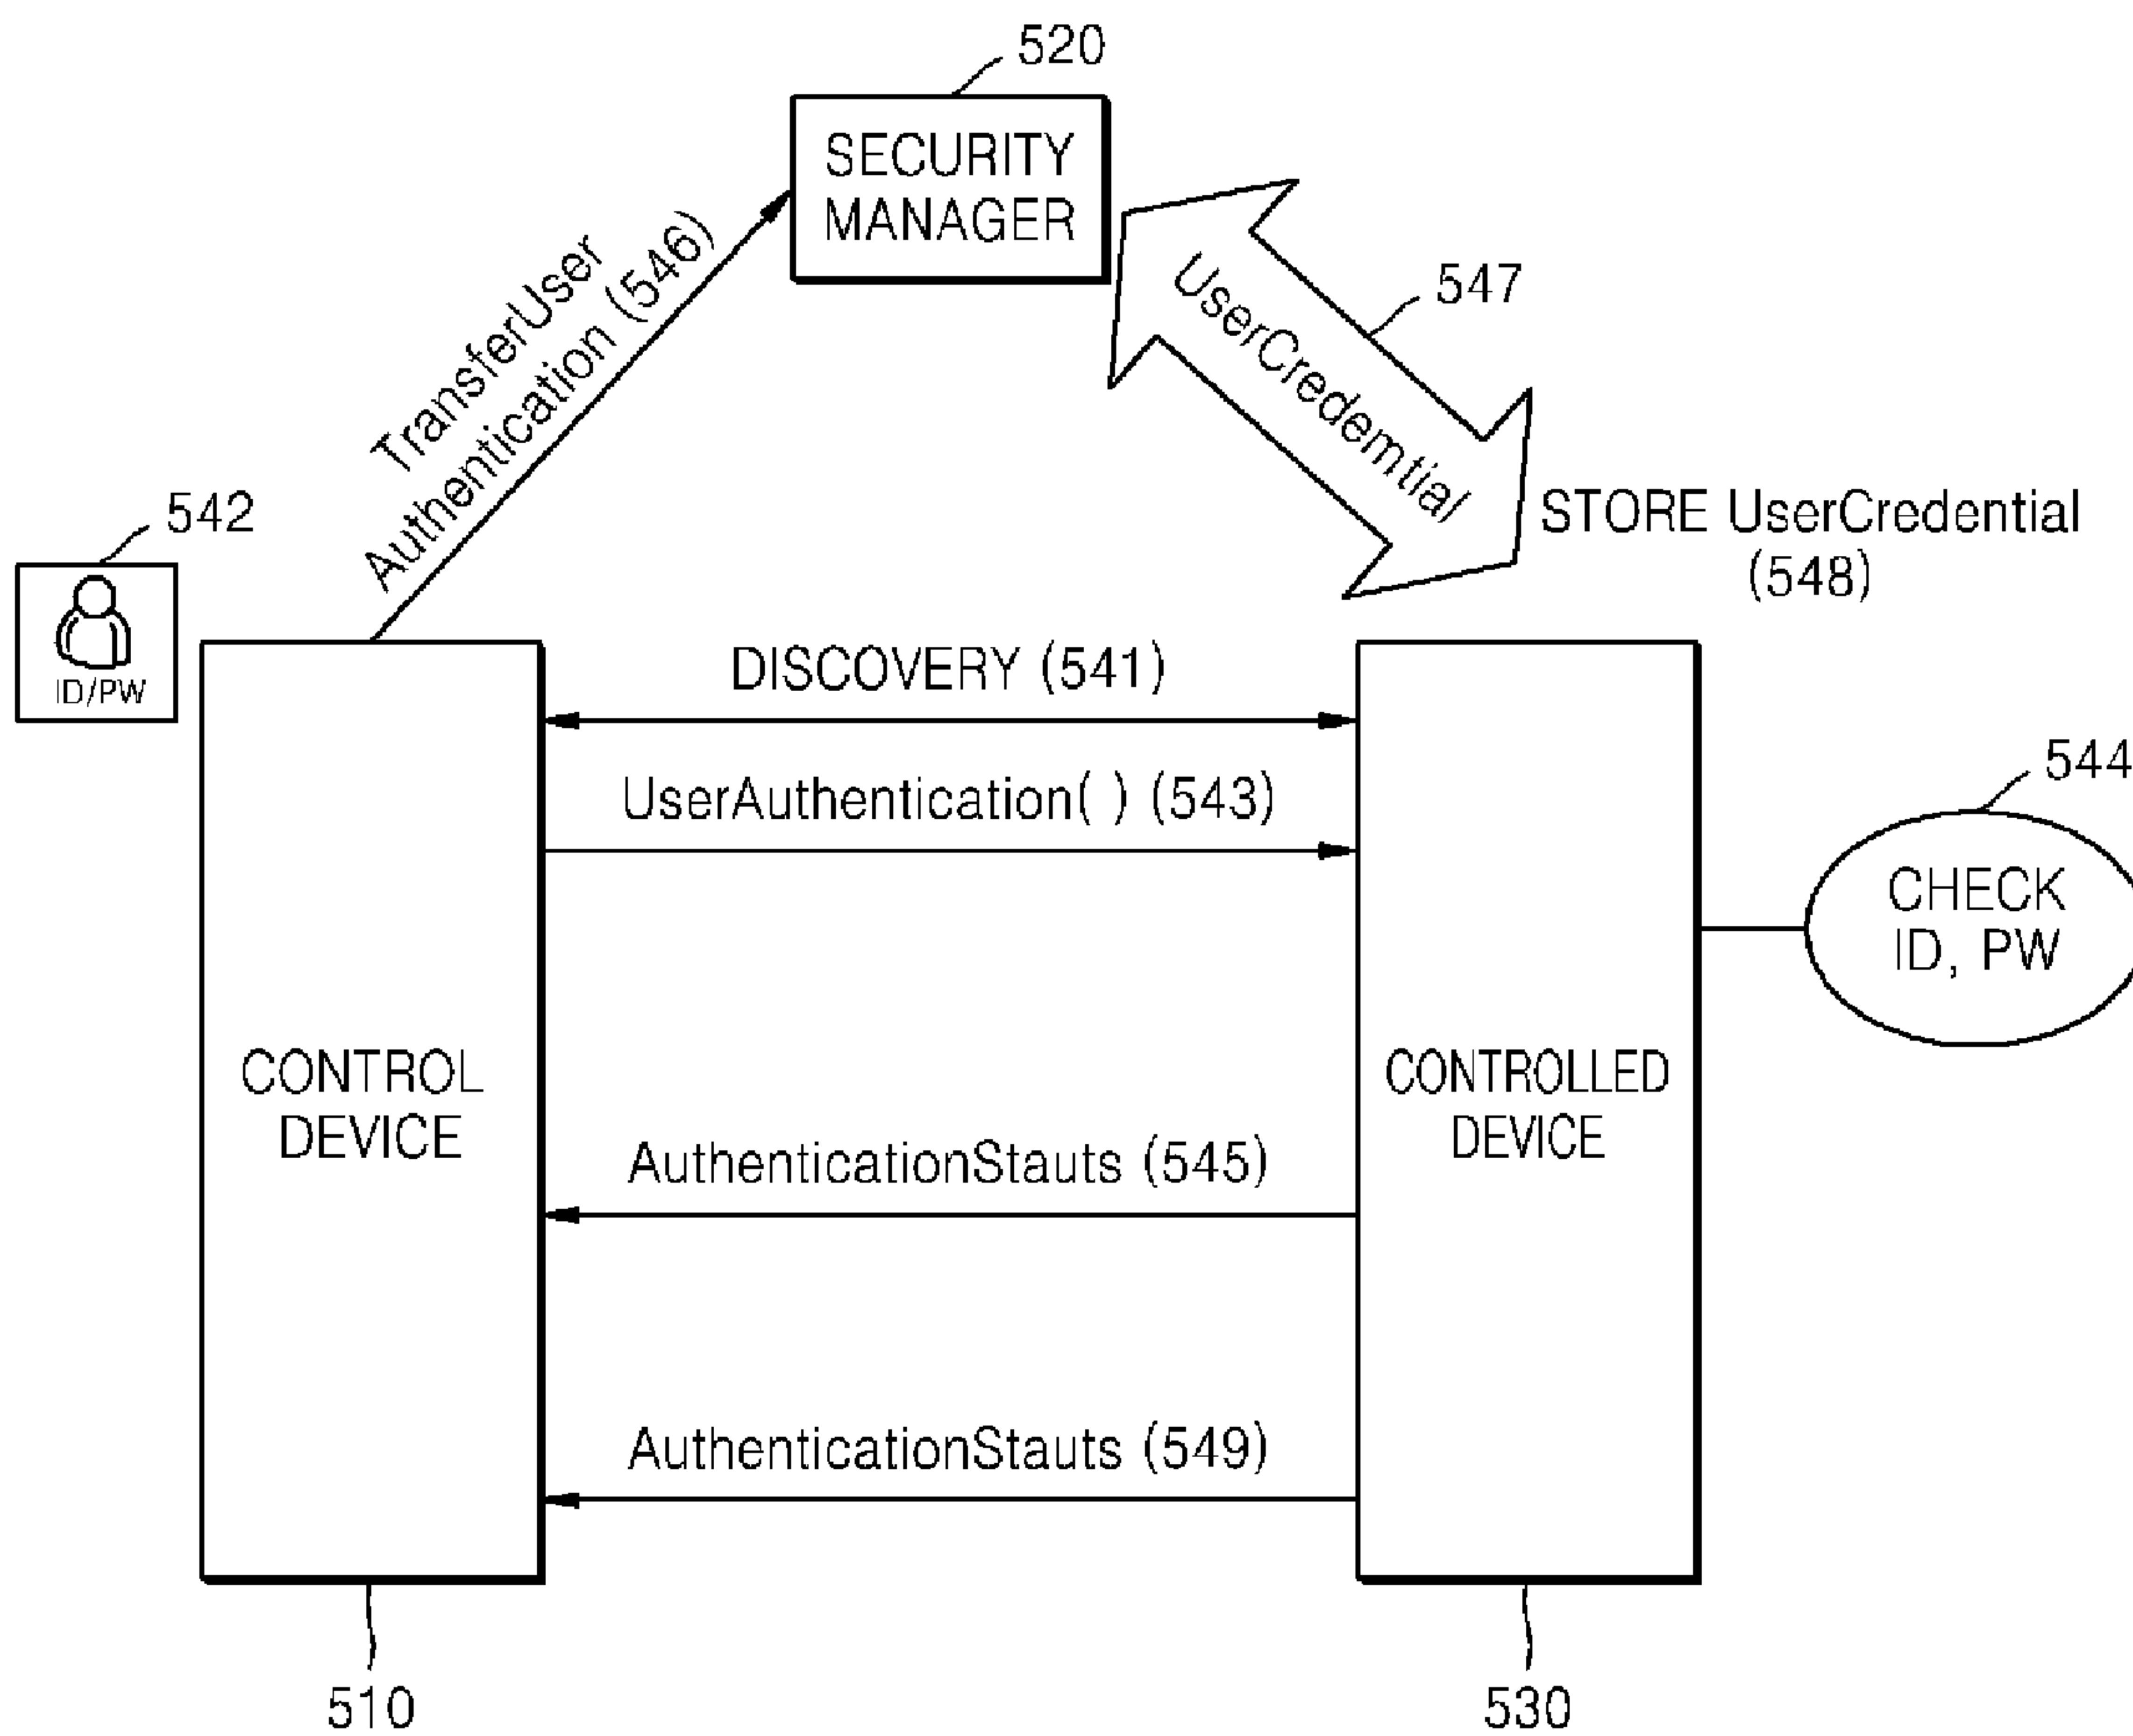 520
SECURITY
MANAGER
TransferUser
Authentication (546)
547
UserCredemtial
542
STORE UserCredential
(548)
ID/PW
DISCOVERY (541)
UserAuthentication( ) (543)
544
CHECK
ID, PW
CONTROL
DEVICE
CONTROLLED
DEVICE
AuthenticationStauts (545)
AuthenticationStauts (549)
510
530